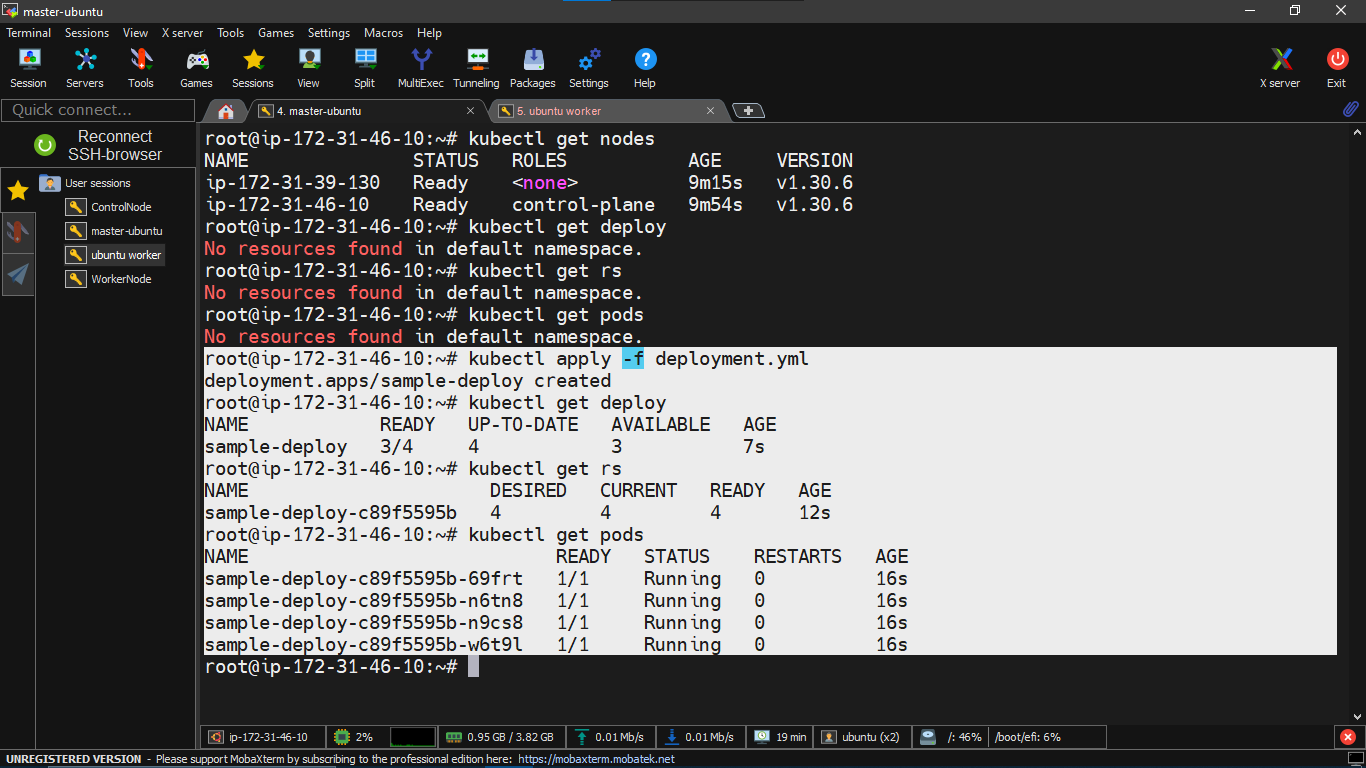 master-ubuntu
Terminal Sessions View X server Tools Games Settings Macros Help
Session Servers Tools Games Sessions View Split MultiExec Tunneling Packages Settings Help X server Exit
Quick connect...
4. master-ubuntu
5. ubuntu worker
Reconnect
SSH-browser
User sessions
ControlNode
master-ubuntu
ubuntu worker
WorkerNode
root@ip-172-31-46-10:~# kubectl get nodes
NAME STATUS ROLES AGE VERSION
ip-172-31-39-130 Ready <none> 9m15s v1.30.6
ip-172-31-46-10 Ready control-plane 9m54s v1.30.6
root@ip-172-31-46-10:~# kubectl get deploy
No resources found in default namespace.
root@ip-172-31-46-10:~# kubectl get rs
No resources found in default namespace.
root@ip-172-31-46-10:~# kubectl get pods
No resources found in default namespace.
root@ip-172-31-46-10:~# kubectl apply -f deployment.yml
deployment.apps/sample-deploy created
root@ip-172-31-46-10:~# kubectl get deploy
NAME READY UP-TO-DATE AVAILABLE AGE
sample-deploy 3/4 4 3 7s
root@ip-172-31-46-10:~# kubectl get rs
NAME DESIRED CURRENT READY AGE
sample-deploy-c89f5595b 4 4 4 12s
root@ip-172-31-46-10:~# kubectl get pods
NAME READY STATUS RESTARTS AGE
sample-deploy-c89f5595b-69frt 1/1 Running 0 16s
sample-deploy-c89f5595b-n6tn8 1/1 Running 0 16s
sample-deploy-c89f5595b-n9cs8 1/1 Running 0 16s
sample-deploy-c89f5595b-w6t9l 1/1 Running 0 16s
root@ip-172-31-46-10:~#
ip-172-31-46-10 2% 0.95 GB / 3.82 GB 0.01 Mb/s 0.01 Mb/s 19 min ubuntu (x2) /: 46% /boot/efi: 6%
UNREGISTERED VERSION - Please support MobaXterm by subscribing to the professional edition here: https://mobaxterm.mobatek.net